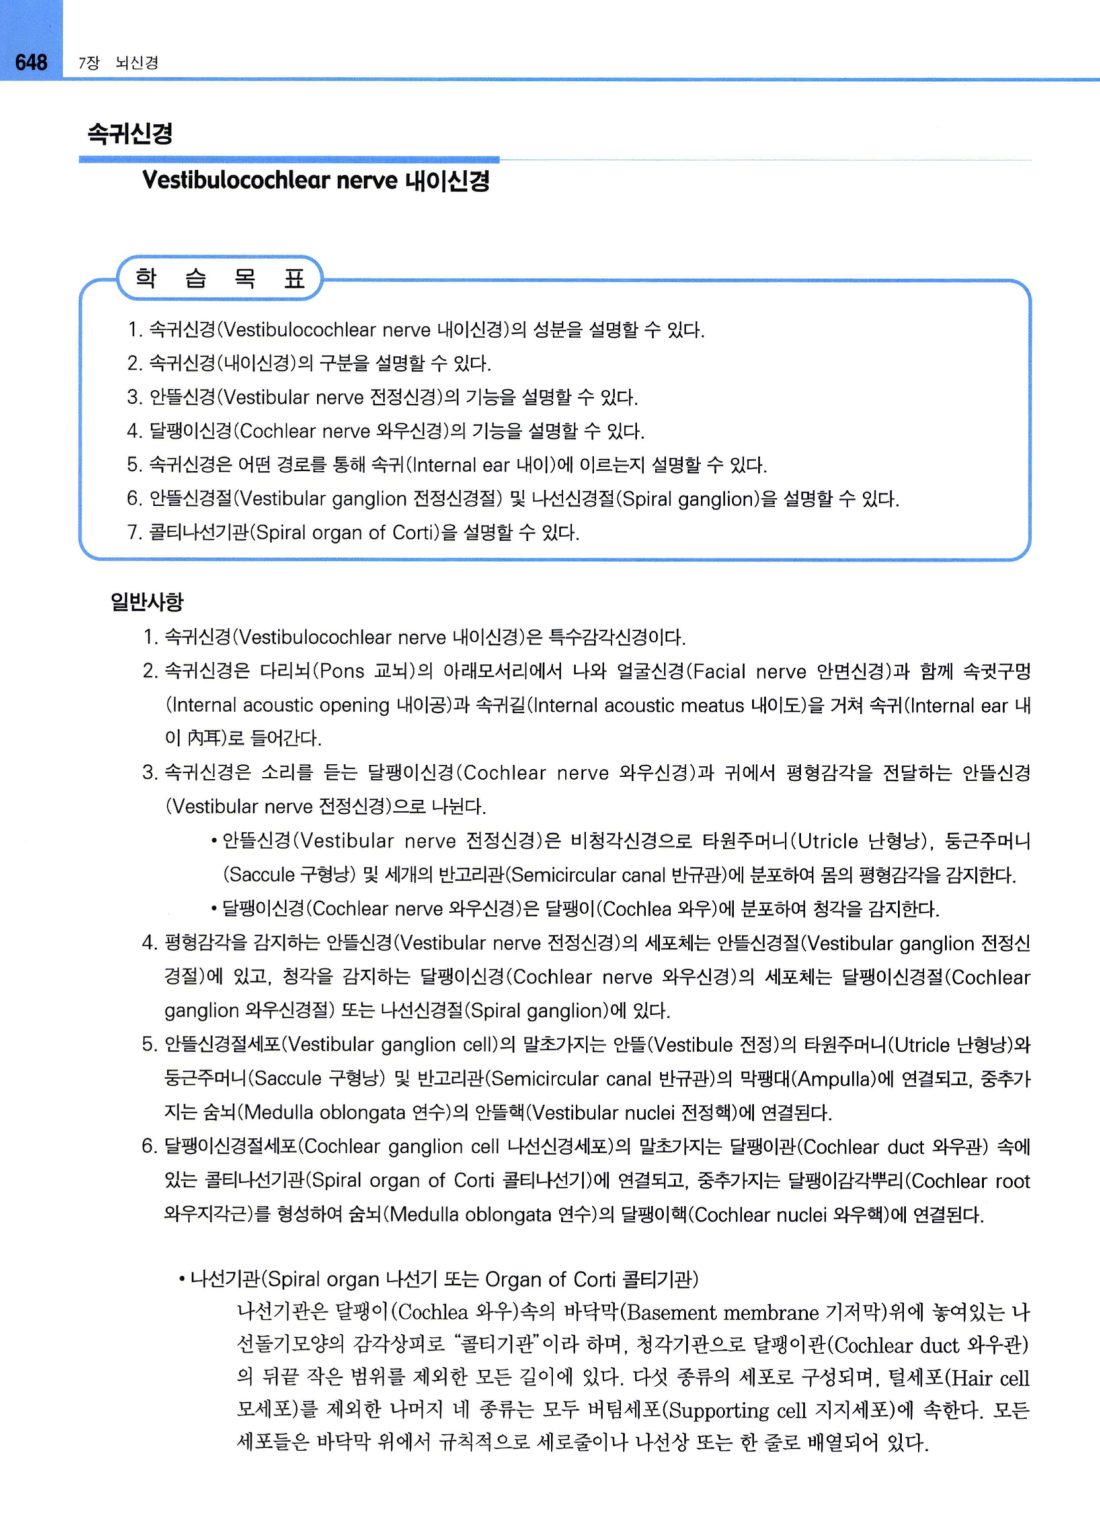 648
7장 뇌신경
속귀신경
Vestibulocochlear nerve 내이신경
학 습 목 표
1. 속귀신경(Vestibulocochlear nerve 내이신경)의 성분을 설명할 수 있다.
2. 속귀신경(내이신경)의 구분을 설명할 수 있다.
3. 안뜰신경(Vestibular nerve 전정신경)의 기능을 설명할 수 있다.
4. 달팽이신경(Cochlear nerve 와우신경)의 기능을 설명할 수 있다.
5. 속귀신경은 어떤 경로를 통해 속귀(Internal ear 내이)에 이르는지 설명할 수 있다.
6. 안뜰신경절(Vestibular ganglion 전정신경절) 및 나선신경절(Spiral ganglion)을 설명할 수 있다.
7. 콜티나선기관(Spiral organ of Corti)을 설명할 수 있다.
일반사항
1. 속귀신경(Vestibulocochlear nerve 내이신경)은 특수감각신경이다.
2. 속귀신경은 다리뇌(Pons 교뇌)의 아래모서리에서 나와 얼굴신경(Facial nerve 안면신경)과 함께 속귓구멍
(Internal acoustic opening 내이공)과 속귀길(Internal acoustic meatus 내이도)을 거쳐 속귀(Internal ear 내
이 內耳)로 들어간다.
3. 속귀신경은 소리를 듣는 달팽이신경(Cochlear nerve 와우신경)과 귀에서 평형감각을 전달하는 안뜰신경
(Vestibular nerve 전정신경)으로 나뉜다.
• 안뜰신경(Vestibular nerve 전정신경)은 비청각신경으로 타원주머니(Utricle 난형낭), 둥근주머니
(Saccule 구형낭) 및 세개의 반고리관(Semicircular canal 반규관)에 분포하여 몸의 평형감각을 감지한다.
• 달팽이신경(Cochlear nerve 와우신경)은 달팽이(Cochlea 와우)에 분포하여 청각을 감지한다.
4. 평형감각을 감지하는 안뜰신경(Vestibular nerve 전정신경)의 세포체는 안뜰신경절(Vestibular ganglion 전정신
경절)에 있고, 청각을 감지하는 달팽이신경(Cochlear nerve 와우신경)의 세포체는 달팽이신경절(Cochlear
ganglion 와우신경절) 또는 나선신경절(Spiral ganglion)에 있다.
5. 안뜰신경절세포(Vestibular ganglion cell)의 말초가지는 안뜰(Vestibule 전정)의 타원주머니(Utricle 난형낭)와
둥근주머니(Saccule 구형낭) 및 반고리관(Semicircular canal 반규관)의 막팽대(Ampulla)에 연결되고, 중추가
지는 숨뇌(Medulla oblongata 연수)의 안뜰핵(Vestibular nuclei 전정핵)에 연결된다.
6. 달팽이신경절세포(Cochlear ganglion cell 나선신경세포)의 말초가지는 달팽이관(Cochlear duct 와우관) 속에
있는 콜티나선기관(Spiral organ of Corti 콜티나선기)에 연결되고, 중추가지는 달팽이감각뿌리(Cochlear root
와우지각근)를 형성하여 숨뇌(Medulla oblongata 연수)의 달팽이핵(Cochlear nuclei 와우핵)에 연결된다.
• 나선기관(Spiral organ 나선기 또는 Organ of Corti 콜티기관)
나선기관은 달팽이(Cochlea 와우)속의 바닥막(Basement membrane 기저막)위에 놓여있는 나
선돌기모양의 감각상피로 “콜티기관”이라 하며, 청각기관으로 달팽이관(Cochlear duct 와우관)
의 뒤끝 작은 범위를 제외한 모든 길이에 있다. 다섯 종류의 세포로 구성되며, 털세포(Hair cell
모세포)를 제외한 나머지 네 종류는 모두 버팀세포(Supporting cell 지지세포)에 속한다. 모든
세포들은 바닥막 위에서 규칙적으로 세로줄이나 나선상 또는 한 줄로 배열되어 있다.